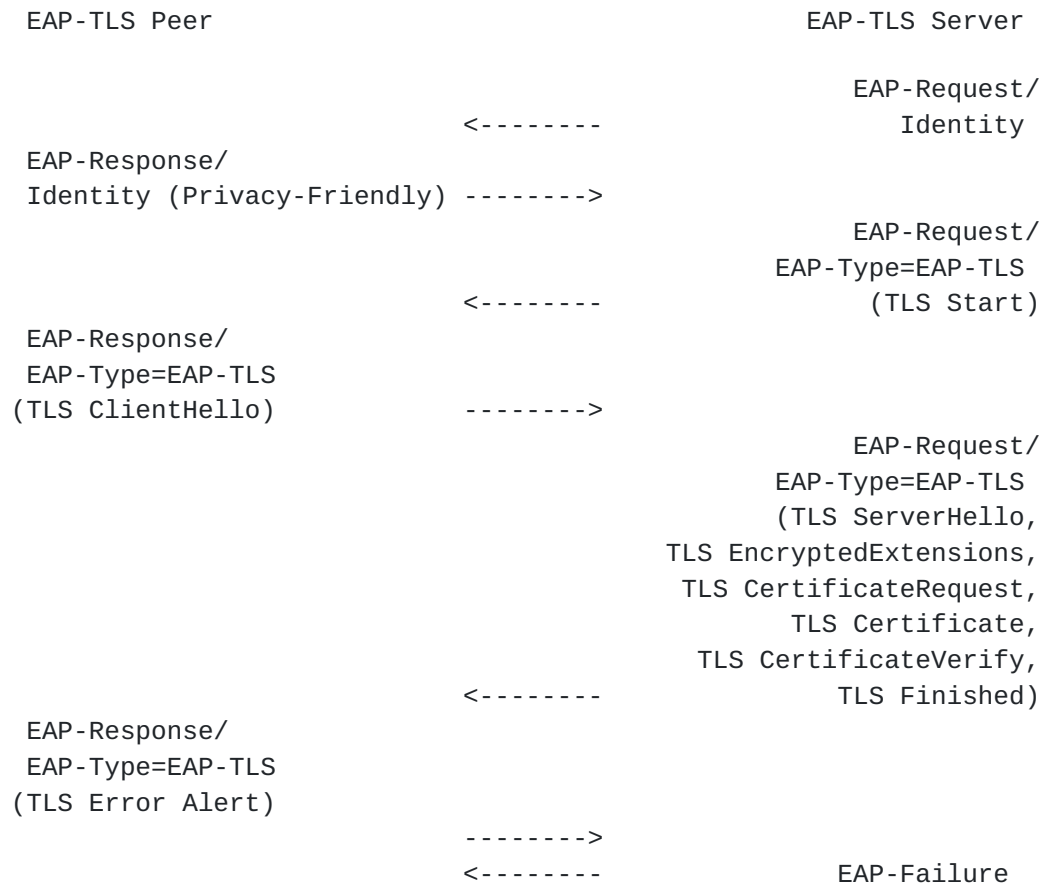 EAP-TLS Peer                                      EAP-TLS Server
EAP-Request/
<--------                   Identity
EAP-Response/
Identity (Privacy-Friendly) -------->
EAP-Request/
EAP-Type=EAP-TLS
<--------                 (TLS Start)
EAP-Response/
EAP-Type=EAP-TLS
(TLS ClientHello)            -------->
EAP-Request/
EAP-Type=EAP-TLS
(TLS ServerHello,
TLS EncryptedExtensions,
TLS CertificateRequest,
TLS Certificate,
TLS CertificateVerify,
<--------               TLS Finished)
EAP-Response/
EAP-Type=EAP-TLS
(TLS Error Alert)
-------->
<--------               EAP-Failure